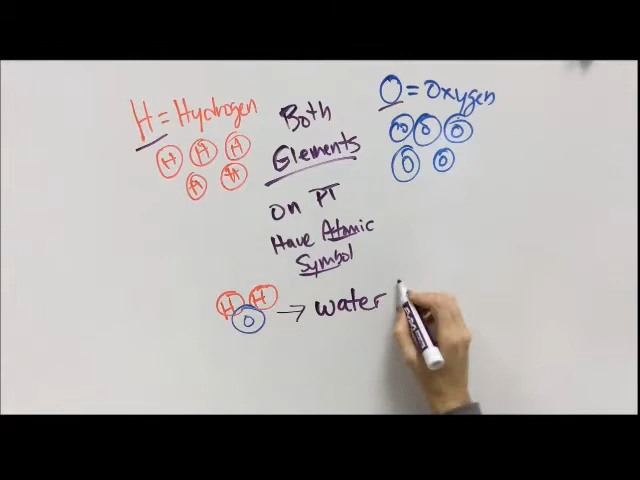 H = Hydrogen
H H H
H H
Both
Elements
on PT
Have Atomic
Symbol
O = Oxygen
O O O
O O
H H
O → water